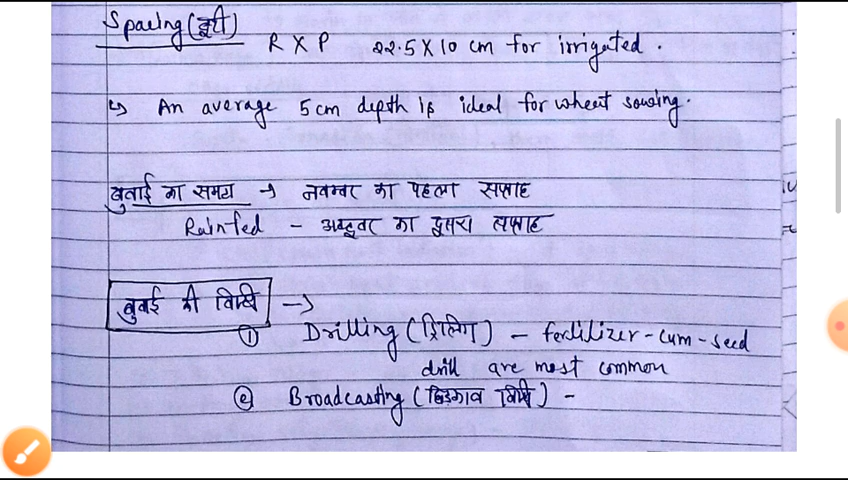 Spacing (दूरी)
R X P 22.5 X 10 cm for irrigated.
↳ An average 5 cm depth is ideal for wheat sowing.
बुवाई का समय → नवम्बर का पहला सप्ताह
Rainfed - अक्टूबर का दूसरा सप्ताह
बुवाई की विधि →
① Drilling (ड्रिलिंग) - fertilizer-cum-seed
drill are most common
② Broadcasting (छिड़काव विधि) -